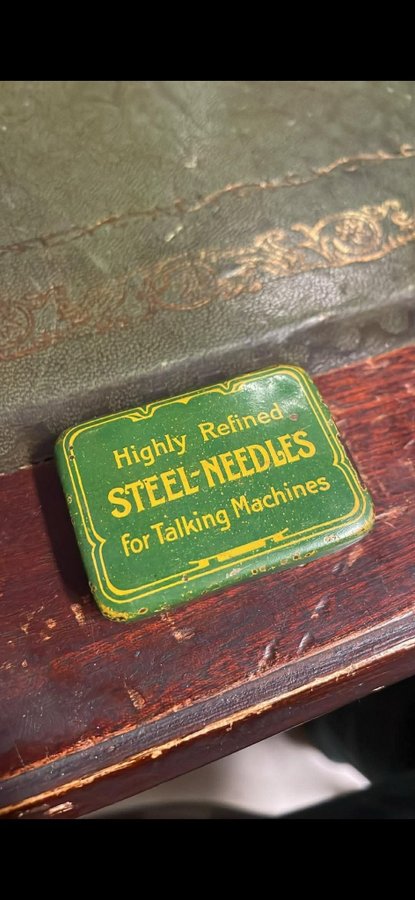 Highly Refined
STEEL-NEEDLES
for Talking Machines